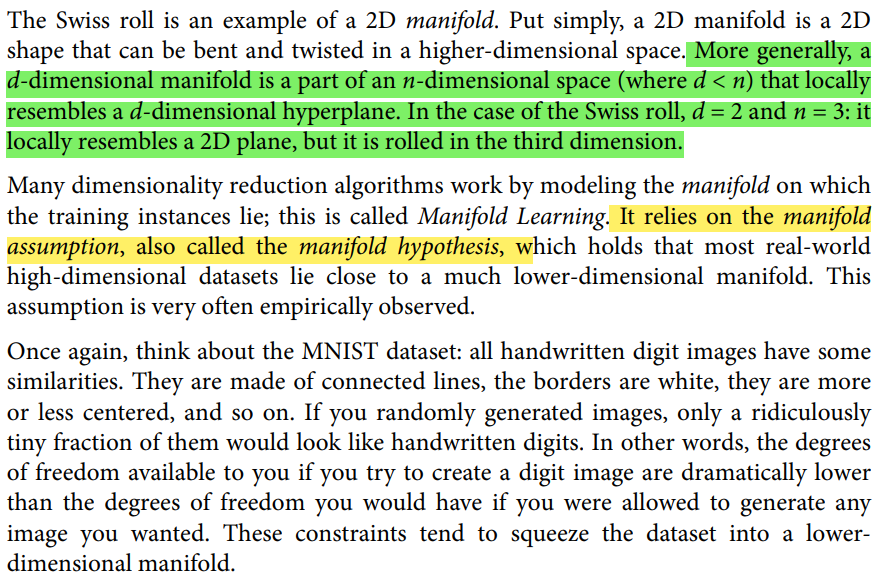 The Swiss roll is an example of a 2D manifold. Put simply, a 2D manifold is a 2D
shape that can be bent and twisted in a higher-dimensional space. More generally, a
d-dimensional manifold is a part of an n-dimensional space (where d < n) that locally
resembles a d-dimensional hyperplane. In the case of the Swiss roll, d = 2 and n = 3: it
locally resembles a 2D plane, but it is rolled in the third dimension.
Many dimensionality reduction algorithms work by modeling the manifold on which
the training instances lie; this is called Manifold Learning. It relies on the manifold
assumption, also called the manifold hypothesis, which holds that most real-world
high-dimensional datasets lie close to a much lower-dimensional manifold. This
assumption is very often empirically observed.
Once again, think about the MNIST dataset: all handwritten digit images have some
similarities. They are made of connected lines, the borders are white, they are more
or less centered, and so on. If you randomly generated images, only a ridiculously
tiny fraction of them would look like handwritten digits. In other words, the degrees
of freedom available to you if you try to create a digit image are dramatically lower
than the degrees of freedom you would have if you were allowed to generate any
image you wanted. These constraints tend to squeeze the dataset into a lower-
dimensional manifold.